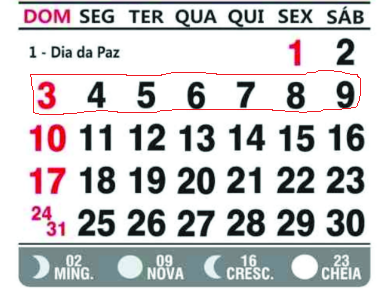 DOM SEG TER QUA QUI SEX SÁB
1 - Dia da Paz 1 2
3 4 5 6 7 8 9
10 11 12 13 14 15 16
17 18 19 20 21 22 23
24 31 25 26 27 28 29 30
02 09 16 23
MING. NOVA CRESC. CHEIA